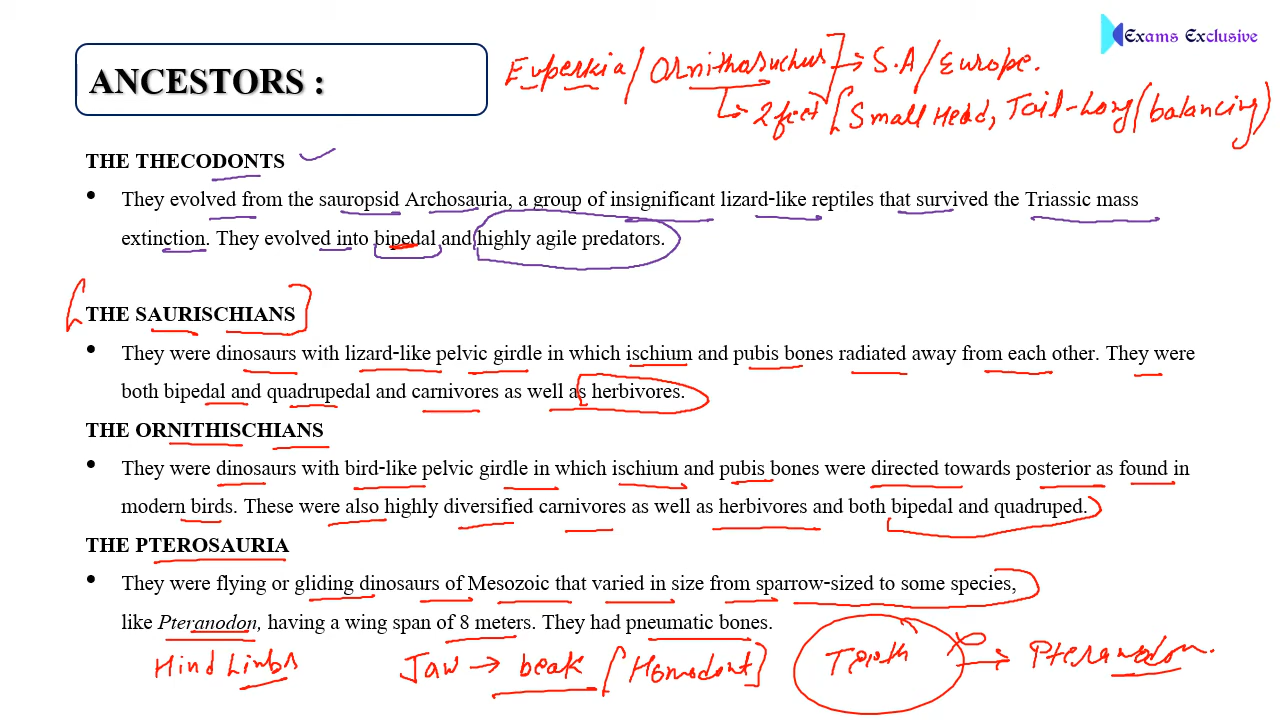 Exams Exclusive
ANCESTORS :
Euperkia / Ornithosuchus → S.A / Europe.
→ 2 feet [Small Head, Tail-Long (balancing)
THE THECODONTS
• They evolved from the sauropsid Archosauria, a group of insignificant lizard-like reptiles that survived the Triassic mass
extinction. They evolved into bipedal and highly agile predators.
[THE SAURISCHIANS]
• They were dinosaurs with lizard-like pelvic girdle in which ischium and pubis bones radiated away from each other. They were
both bipedal and quadrupedal and carnivores as well as herbivores.
THE ORNITHISCHIANS
• They were dinosaurs with bird-like pelvic girdle in which ischium and pubis bones were directed towards posterior as found in
modern birds. These were also highly diversified carnivores as well as herbivores and both bipedal and quadruped.
THE PTEROSAURIA
• They were flying or gliding dinosaurs of Mesozoic that varied in size from sparrow-sized to some species,
like Pteranodon, having a wing span of 8 meters. They had pneumatic bones.
Hind Limbs Jaw → beak [Homodont] Teeth → Pteranodon.